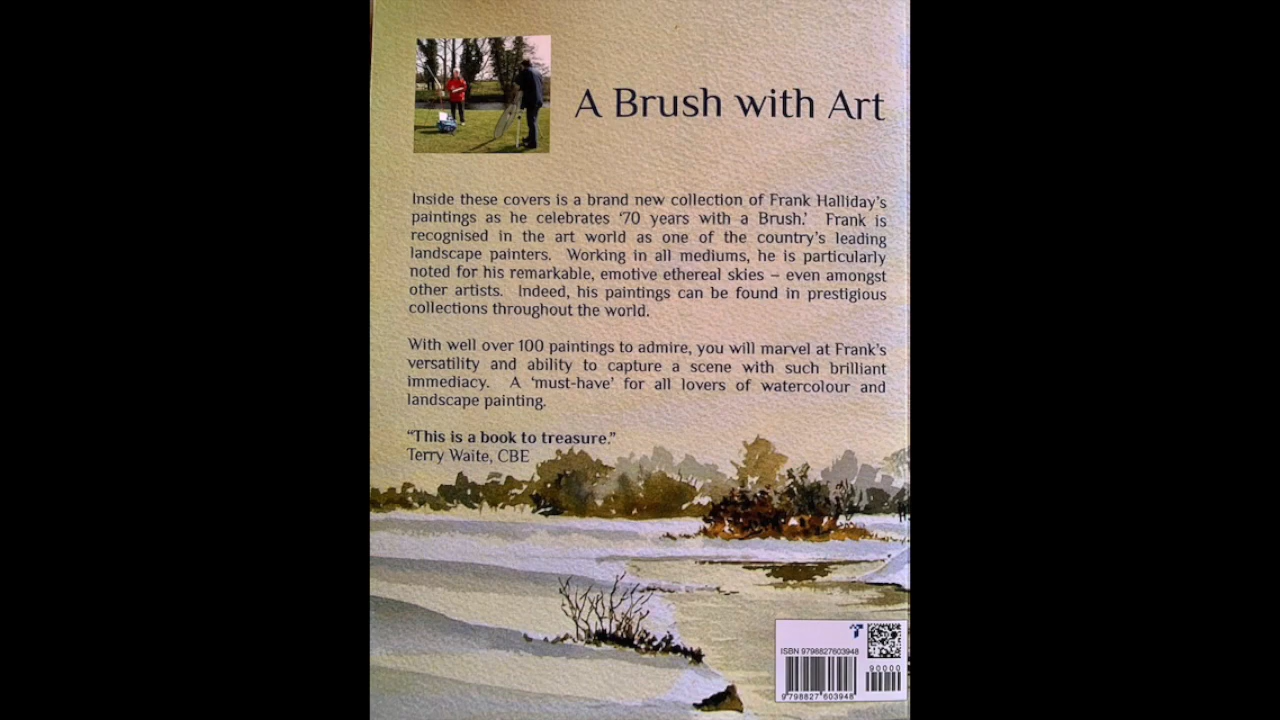 A Brush with Art
Inside these covers is a brand new collection of Frank Halliday's
paintings as he celebrates '70 years with a Brush.' Frank is
recognised in the art world as one of the country's leading
landscape painters. Working in all mediums, he is particularly
noted for his remarkable, emotive ethereal skies – even amongst
other artists. Indeed, his paintings can be found in prestigious
collections throughout the world.
With well over 100 paintings to admire, you will marvel at Frank's
versatility and ability to capture a scene with such brilliant
immediacy. A 'must-have' for all lovers of watercolour and
landscape painting.
“This is a book to treasure.”
Terry Waite, CBE
ISBN 9798827603948
90000
9 798827 603948